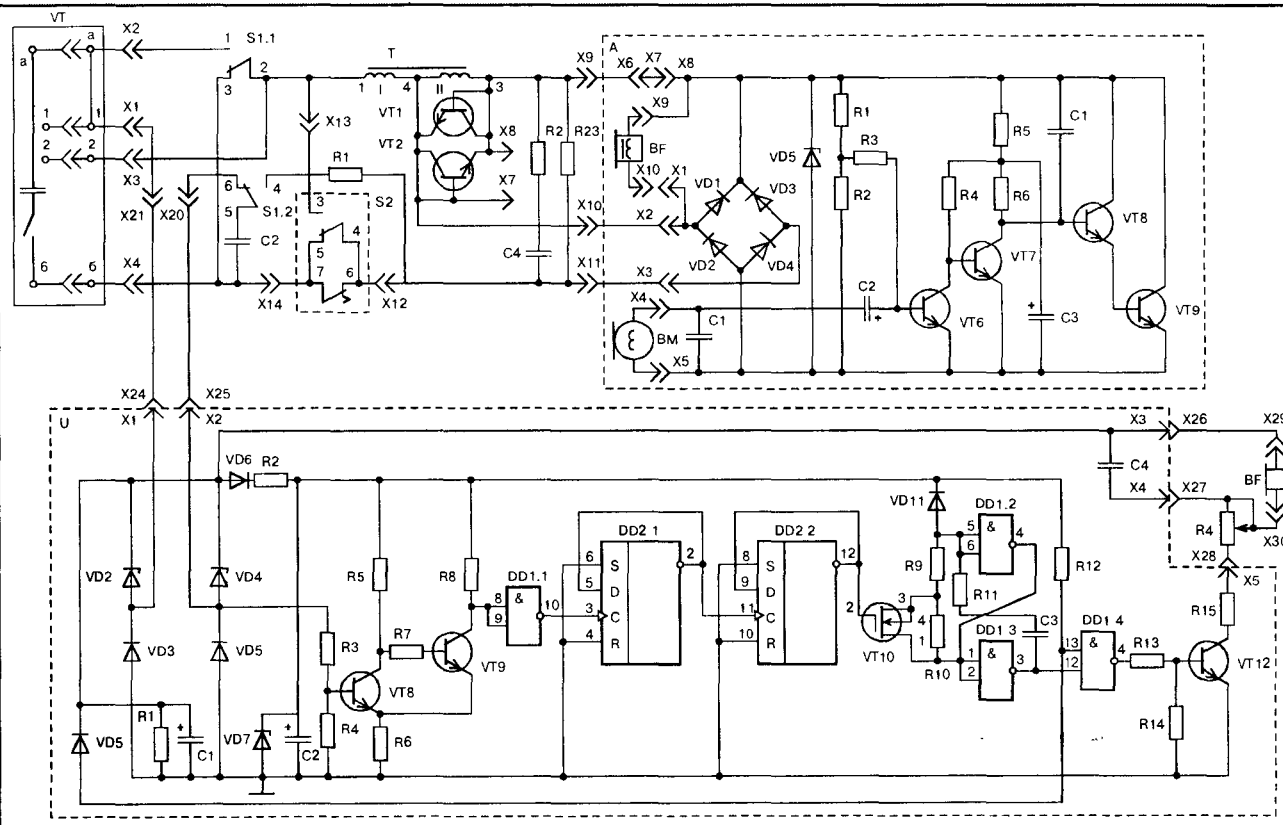 VT
X2
1
S1.1
T
X9
A
X6
X7
X8
a
a
2
3
1
I
4
II
3
X9
R1
R5
C1
X1
X13
VT1
R2
R23
BF
R3
1
1
VT2
X8
VD5
2
2
X3
R1
X10
X1
R2
R4
R6
VT8
6
4
S1.2
3
S2
X7
VD1
VD3
X21
X20
5
X10
X2
VT7
C2
5
4
C4
VD2
VD4
б
б
X4
7
6
X11
X3
C2
C3
+
X14
X12
X4
+
VT6
VT9
BM
C1
X5
X24
X25
U
X1
X2
X3
X26
X29
VD6
R2
C4
X4
X27
BF
VD11
DD1.2
R4
X30
DD2 1
DD2 2
5
&
4
6
X28
VD2
VD4
R5
R8
DD1.1
6
S
2
8
S
12
R9
R12
X5
8
&
5
D
9
D
R11
R15
9
10
3
C
11
C
2
3
C3
DD1 4
VD3
VD5
R3
R7
4
R
10
R
4
1
DD1 3
13
&
R13
VT9
VT10
R10
1
&
3
12
4
VT12
VT8
2
R1
+
C1
VD7
+
C2
R4
R6
R14
VD5